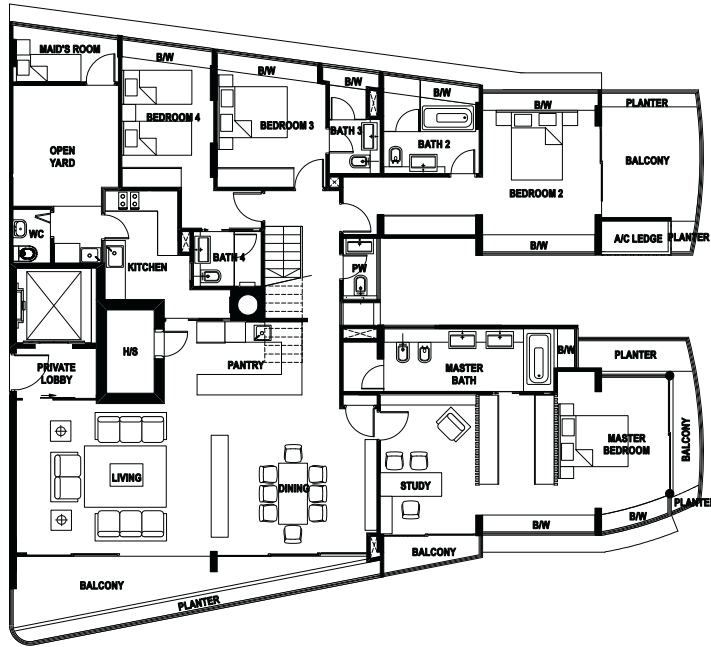 MAID'S ROOM
B/W
B/W
B/W
B/W
B/W
PLANTER
BEDROOM 4
BEDROOM 3
BATH 3
BATH 2
OPEN
YARD
BALCONY
BEDROOM 2
WC
KITCHEN
BATH 4
PW
B/W
A/C LEDGE
PLANTER
H/S
PRIVATE
LOBBY
PANTRY
MASTER
BATH
B/W
PLANTER
MASTER
BEDROOM
BALCONY
LIVING
DINING
STUDY
PLANTER
B/W
B/W
BALCONY
BALCONY
PLANTER